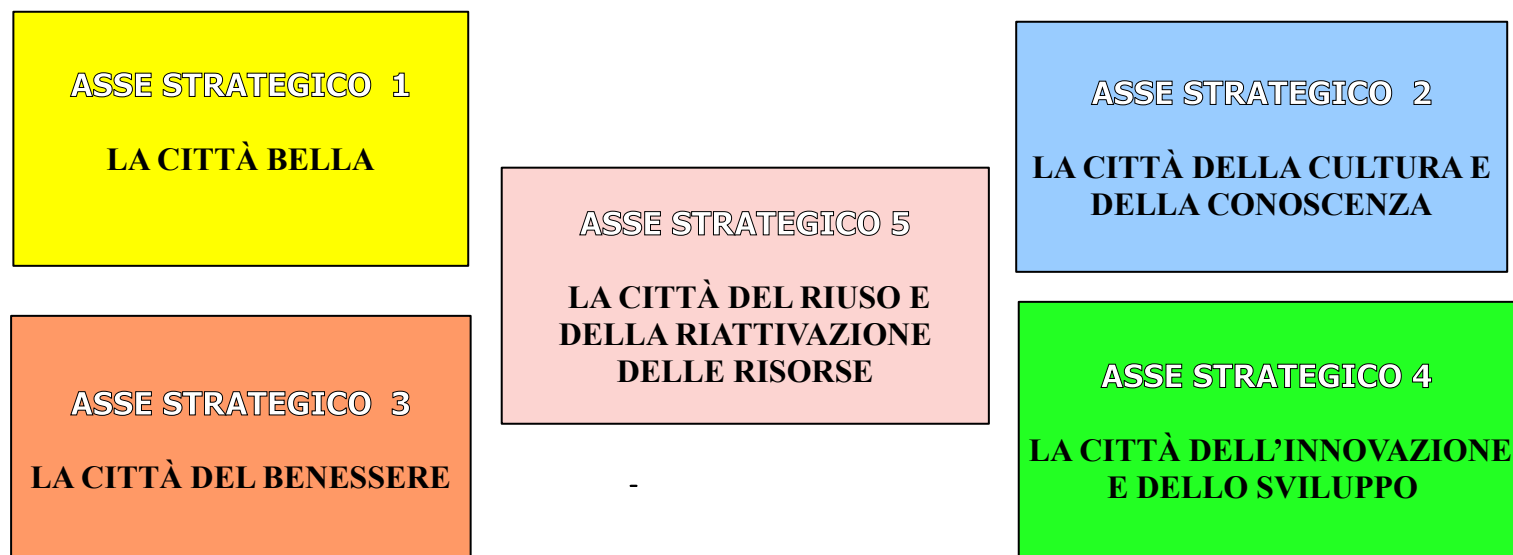 ASSE STRATEGICO 1
LA CITTÀ BELLA
ASSE STRATEGICO 2
LA CITTÀ DELLA CULTURA E
DELLA CONOSCENZA
ASSE STRATEGICO 5
LA CITTÀ DEL RIUSO E
DELLA RIATTIVAZIONE
DELLE RISORSE
ASSE STRATEGICO 3
LA CITTÀ DEL BENESSERE
-
ASSE STRATEGICO 4
LA CITTÀ DELL’INNOVAZIONE
E DELLO SVILUPPO